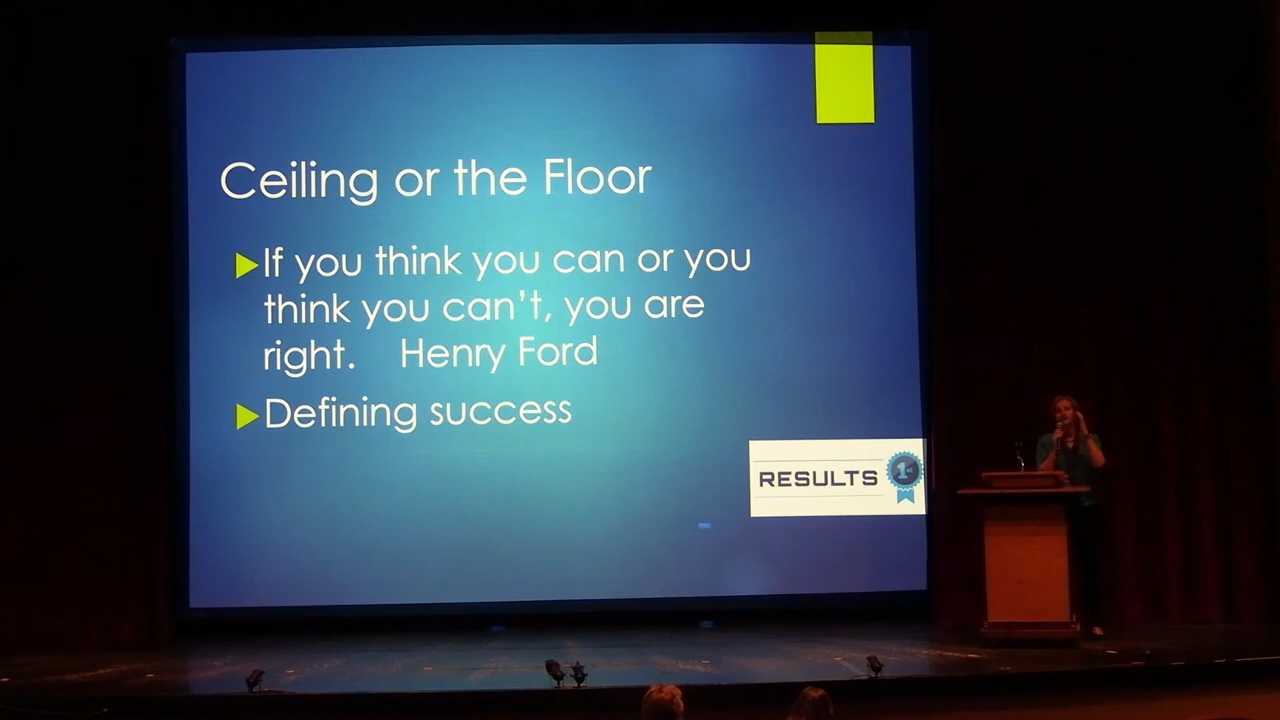 Ceiling or the Floor
If you think you can or you
think you can't, you are
right. Henry Ford
Defining success
RESULTS 1st